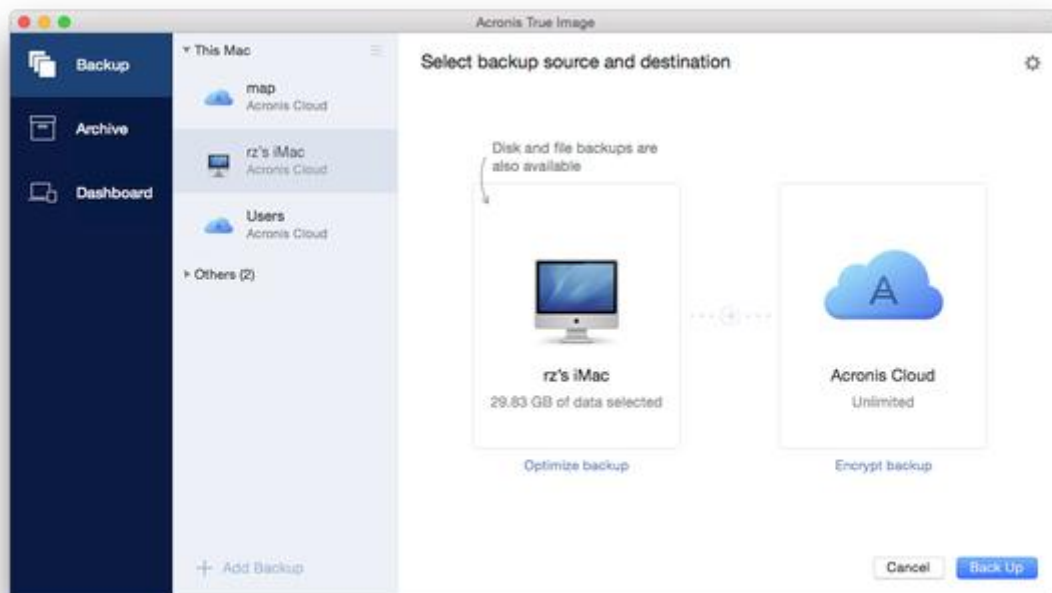 Acronis True Image
Backup
Archive
Dashboard
This Mac
map
Acronis Cloud
rz's iMac
Acronis Cloud
Users
Acronis Cloud
Others (2)
+ Add Backup
Select backup source and destination
Disk and file backups are
also available
rz's iMac
29.83 GB of data selected
Optimize backup
Acronis Cloud
Unlimited
Encrypt backup
Cancel
Back Up